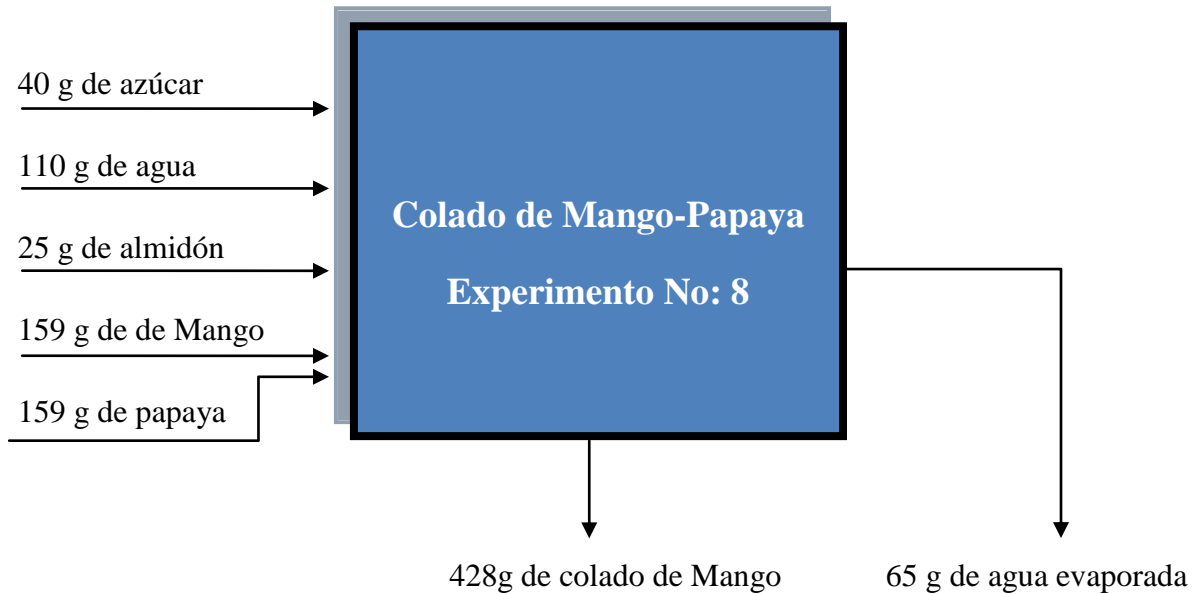 40 g de azúcar
110 g de agua
25 g de almidón
159 g de de Mango
159 g de papaya
Colado de Mango-Papaya
Experimento No: 8
428g de colado de Mango
65 g de agua evaporada